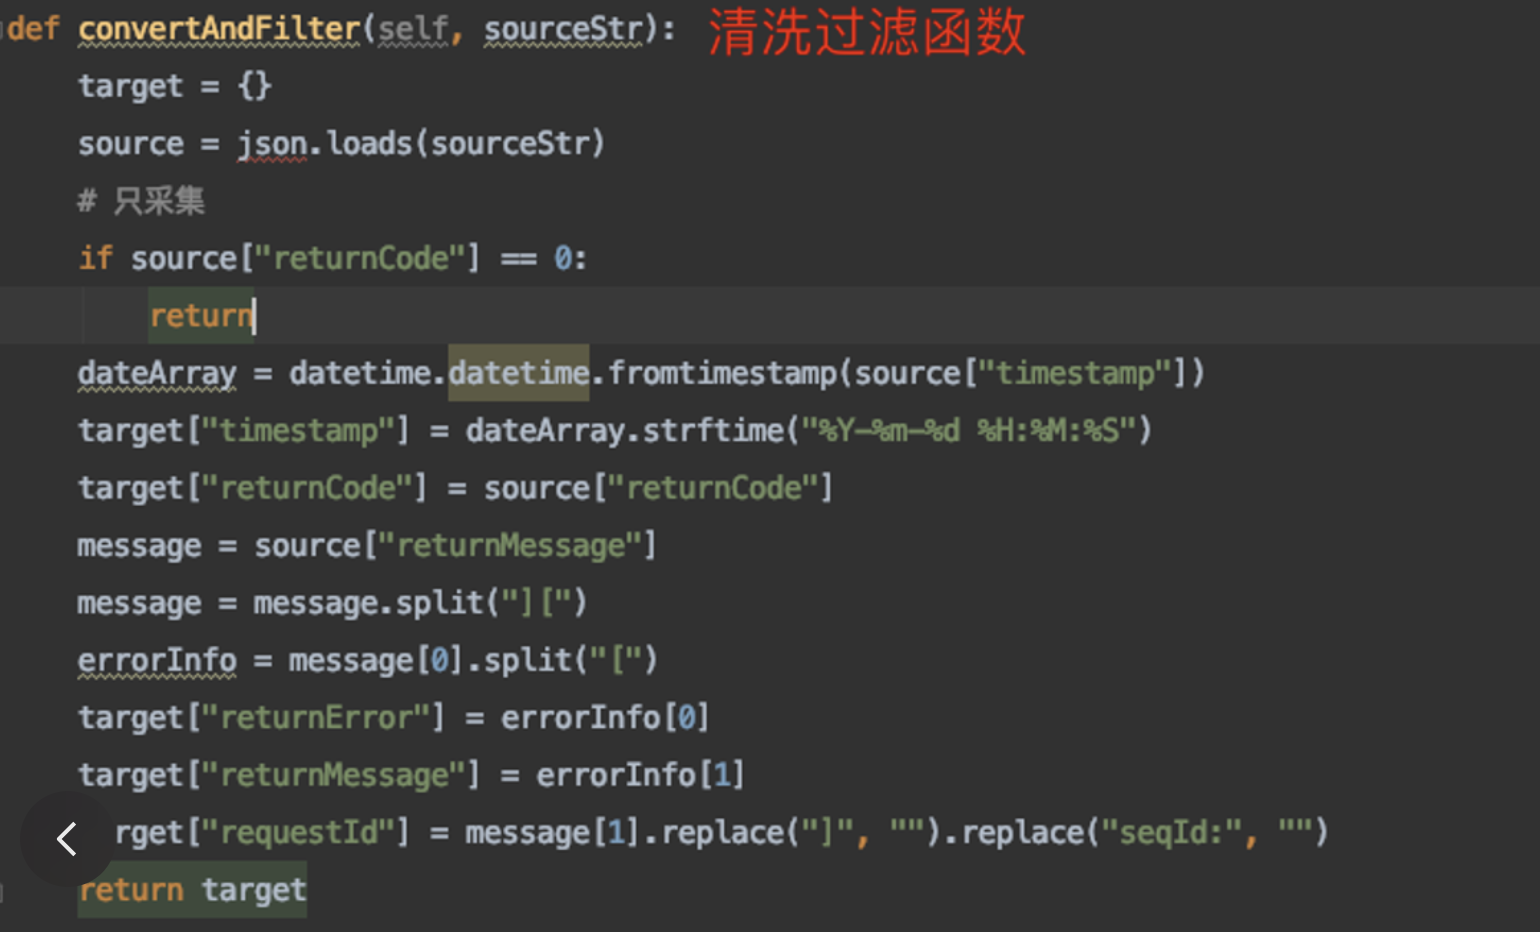 def convertAndFilter(self, sourceStr): 清洗过滤函数
target = {}
source = json.loads(sourceStr)
# 只采集
if source["returnCode"] == 0:
return
dateArray = datetime.datetime.fromtimestamp(source["timestamp"])
target["timestamp"] = dateArray.strftime("%Y-%m-%d %H:%M:%S")
target["returnCode"] = source["returnCode"]
message = source["returnMessage"]
message = message.split("][")
errorInfo = message[0].split("[")
target["returnError"] = errorInfo[0]
target["returnMessage"] = errorInfo[1]
rget["requestId"] = message[1].replace("]", "").replace("seqId:", "")
return target